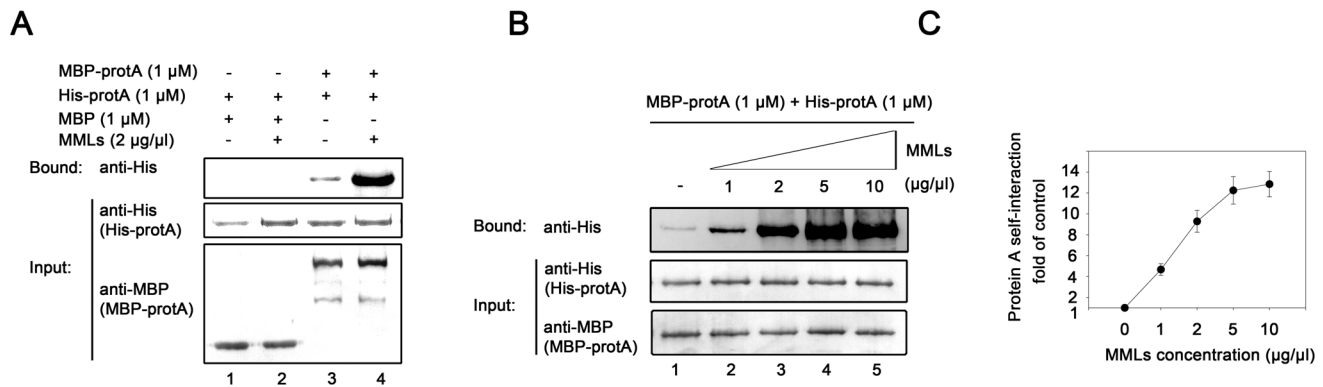 A
MBP-protA (1 µM) - - + +
His-protA (1 µM) + + + +
MBP (1 µM) + + - -
MMLs (2 µg/µl) - + - +
Bound: anti-His
anti-His
(His-protA)
Input:
anti-MBP
(MBP-protA)
1 2 3 4
B
MBP-protA (1 µM) + His-protA (1 µM)
MMLs
- 1 2 5 10 (µg/µl)
Bound: anti-His
anti-His
(His-protA)
Input:
anti-MBP
(MBP-protA)
1 2 3 4 5
C
Protein A self-interaction
fold of control
14
12
10
8
6
4
2
1
0 1 2 5 10
MMLs concentration (µg/µl)